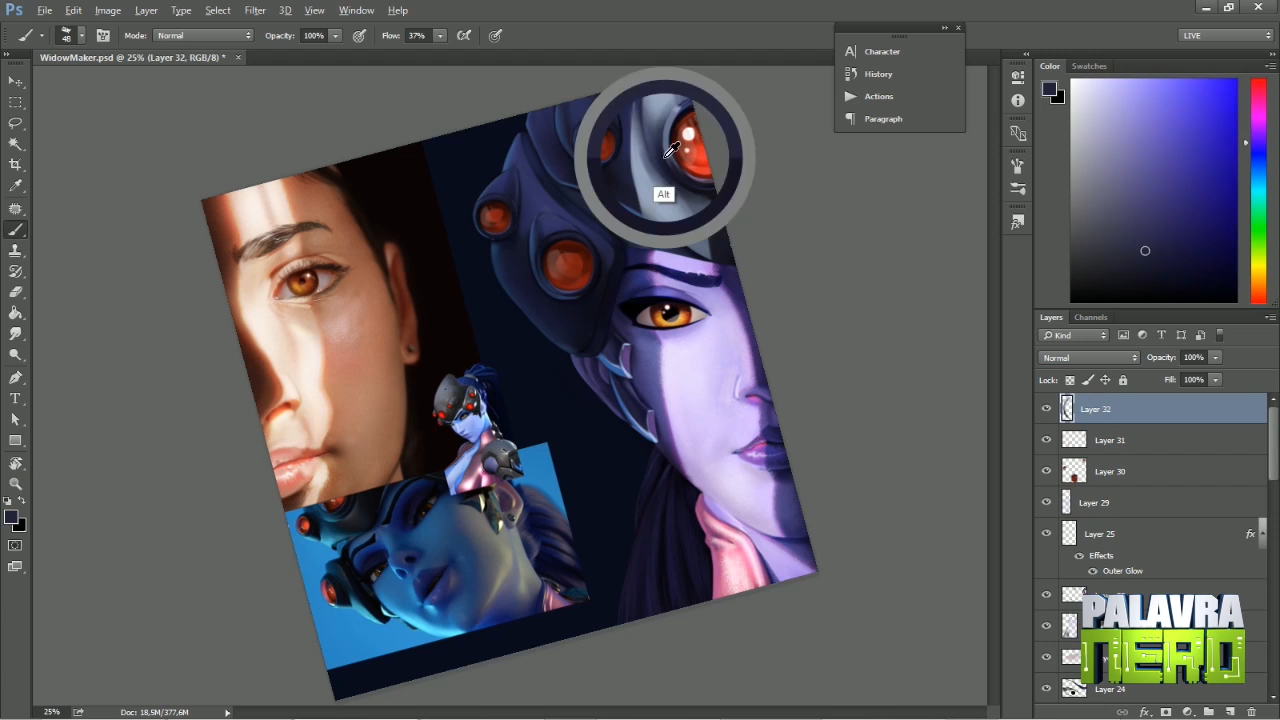 Ps File Edit Image Layer Type Select Filter 3D View Window Help
48 Mode: Normal Opacity: 100% Flow: 37% LIVE
WidowMaker.psd @ 25% (Layer 32, RGB/8) * ×
Character
History
Actions
Paragraph
Alt
Color Swatches
Layers Channels
Kind
Normal Opacity: 100%
Lock: Fill: 100%
Layer 32
Layer 31
Layer 30
Layer 29
Layer 25 fx
Effects
Outer Glow
PALAVRA
NERD
Layer 24
25% Doc: 18,5M/377,6M